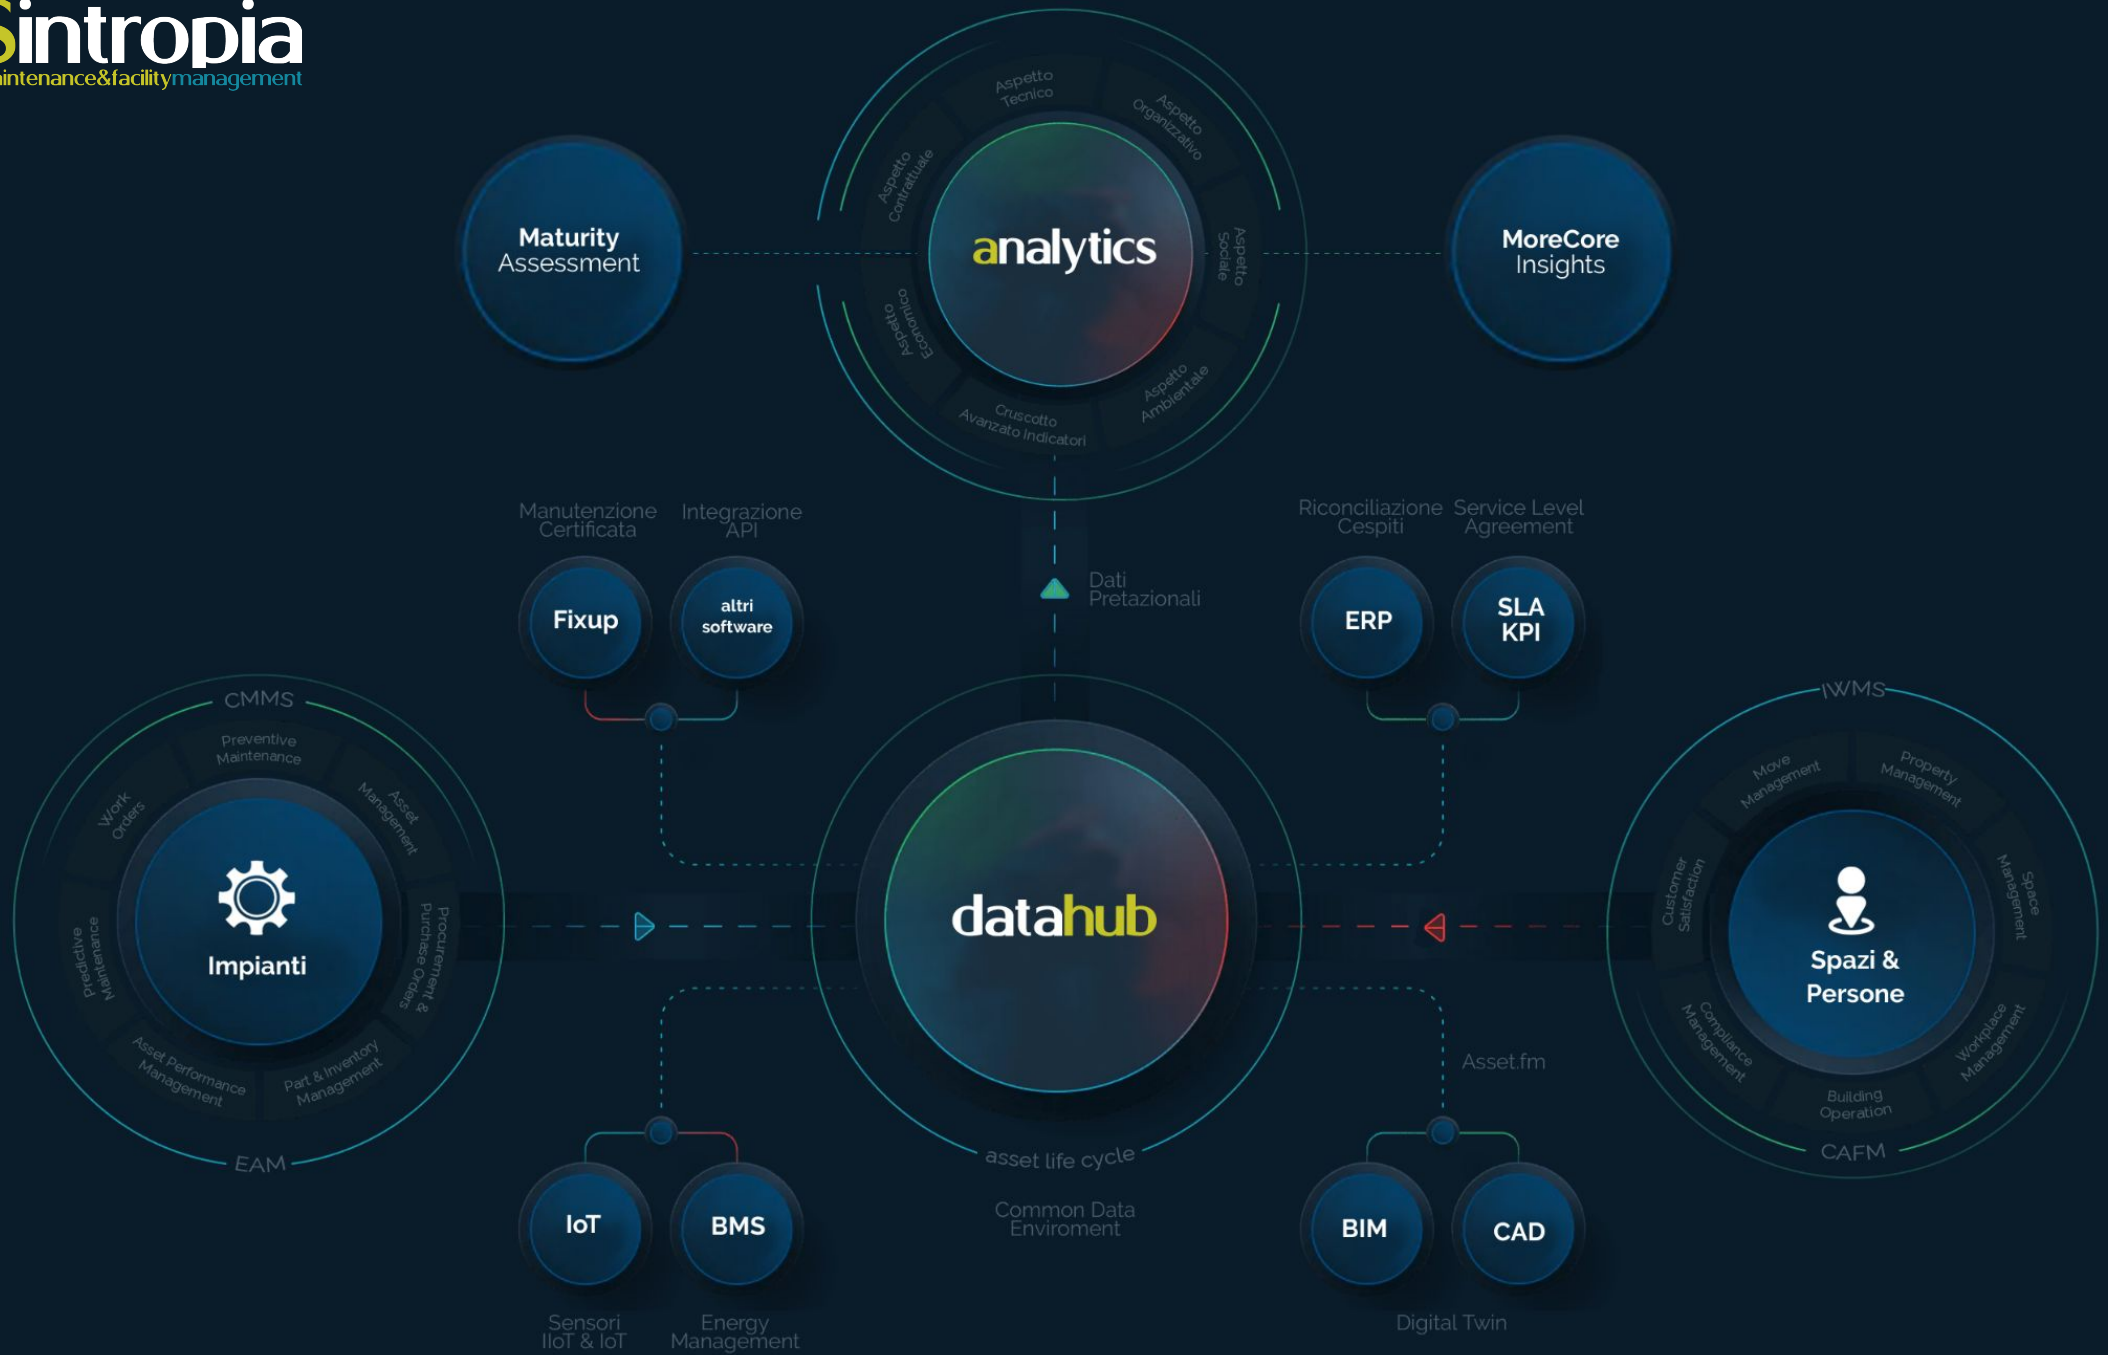 Sintropia
maintenance&facilitymanagement
Aspetto
Tecnico
Aspetto
Organizzativo
Aspetto
Contrattuale
Aspetto
Sociale
Aspetto
Economico
Aspetto
Ambientale
Cruscotto
Avanzato Indicatori
analytics
Maturity
Assessment
MoreCore
Insights
Manutenzione
Certificata
Integrazione
API
Riconciliazione
Cespiti
Service Level
Agreement
Fixup
altri
software
Dati
Pretazionali
ERP
SLA
KPI
CMMS
Preventive
Maintenance
Work
Orders
Asset
Management
Predictive
Maintenance
Procurement &
Purchase Orders
Asset Performance
Management
Part & Inventory
Management
Impianti
EAM
datahub
asset life cycle
Common Data
Enviroment
IWMS
Move
Management
Property
Management
Customer
Satisfaction
Space
Management
Compliance
Management
Workplace
Management
Building
Operation
Spazi &
Persone
CAFM
Asset.fm
IoT
BMS
BIM
CAD
Sensori
IIoT & IoT
Energy
Management
Digital Twin